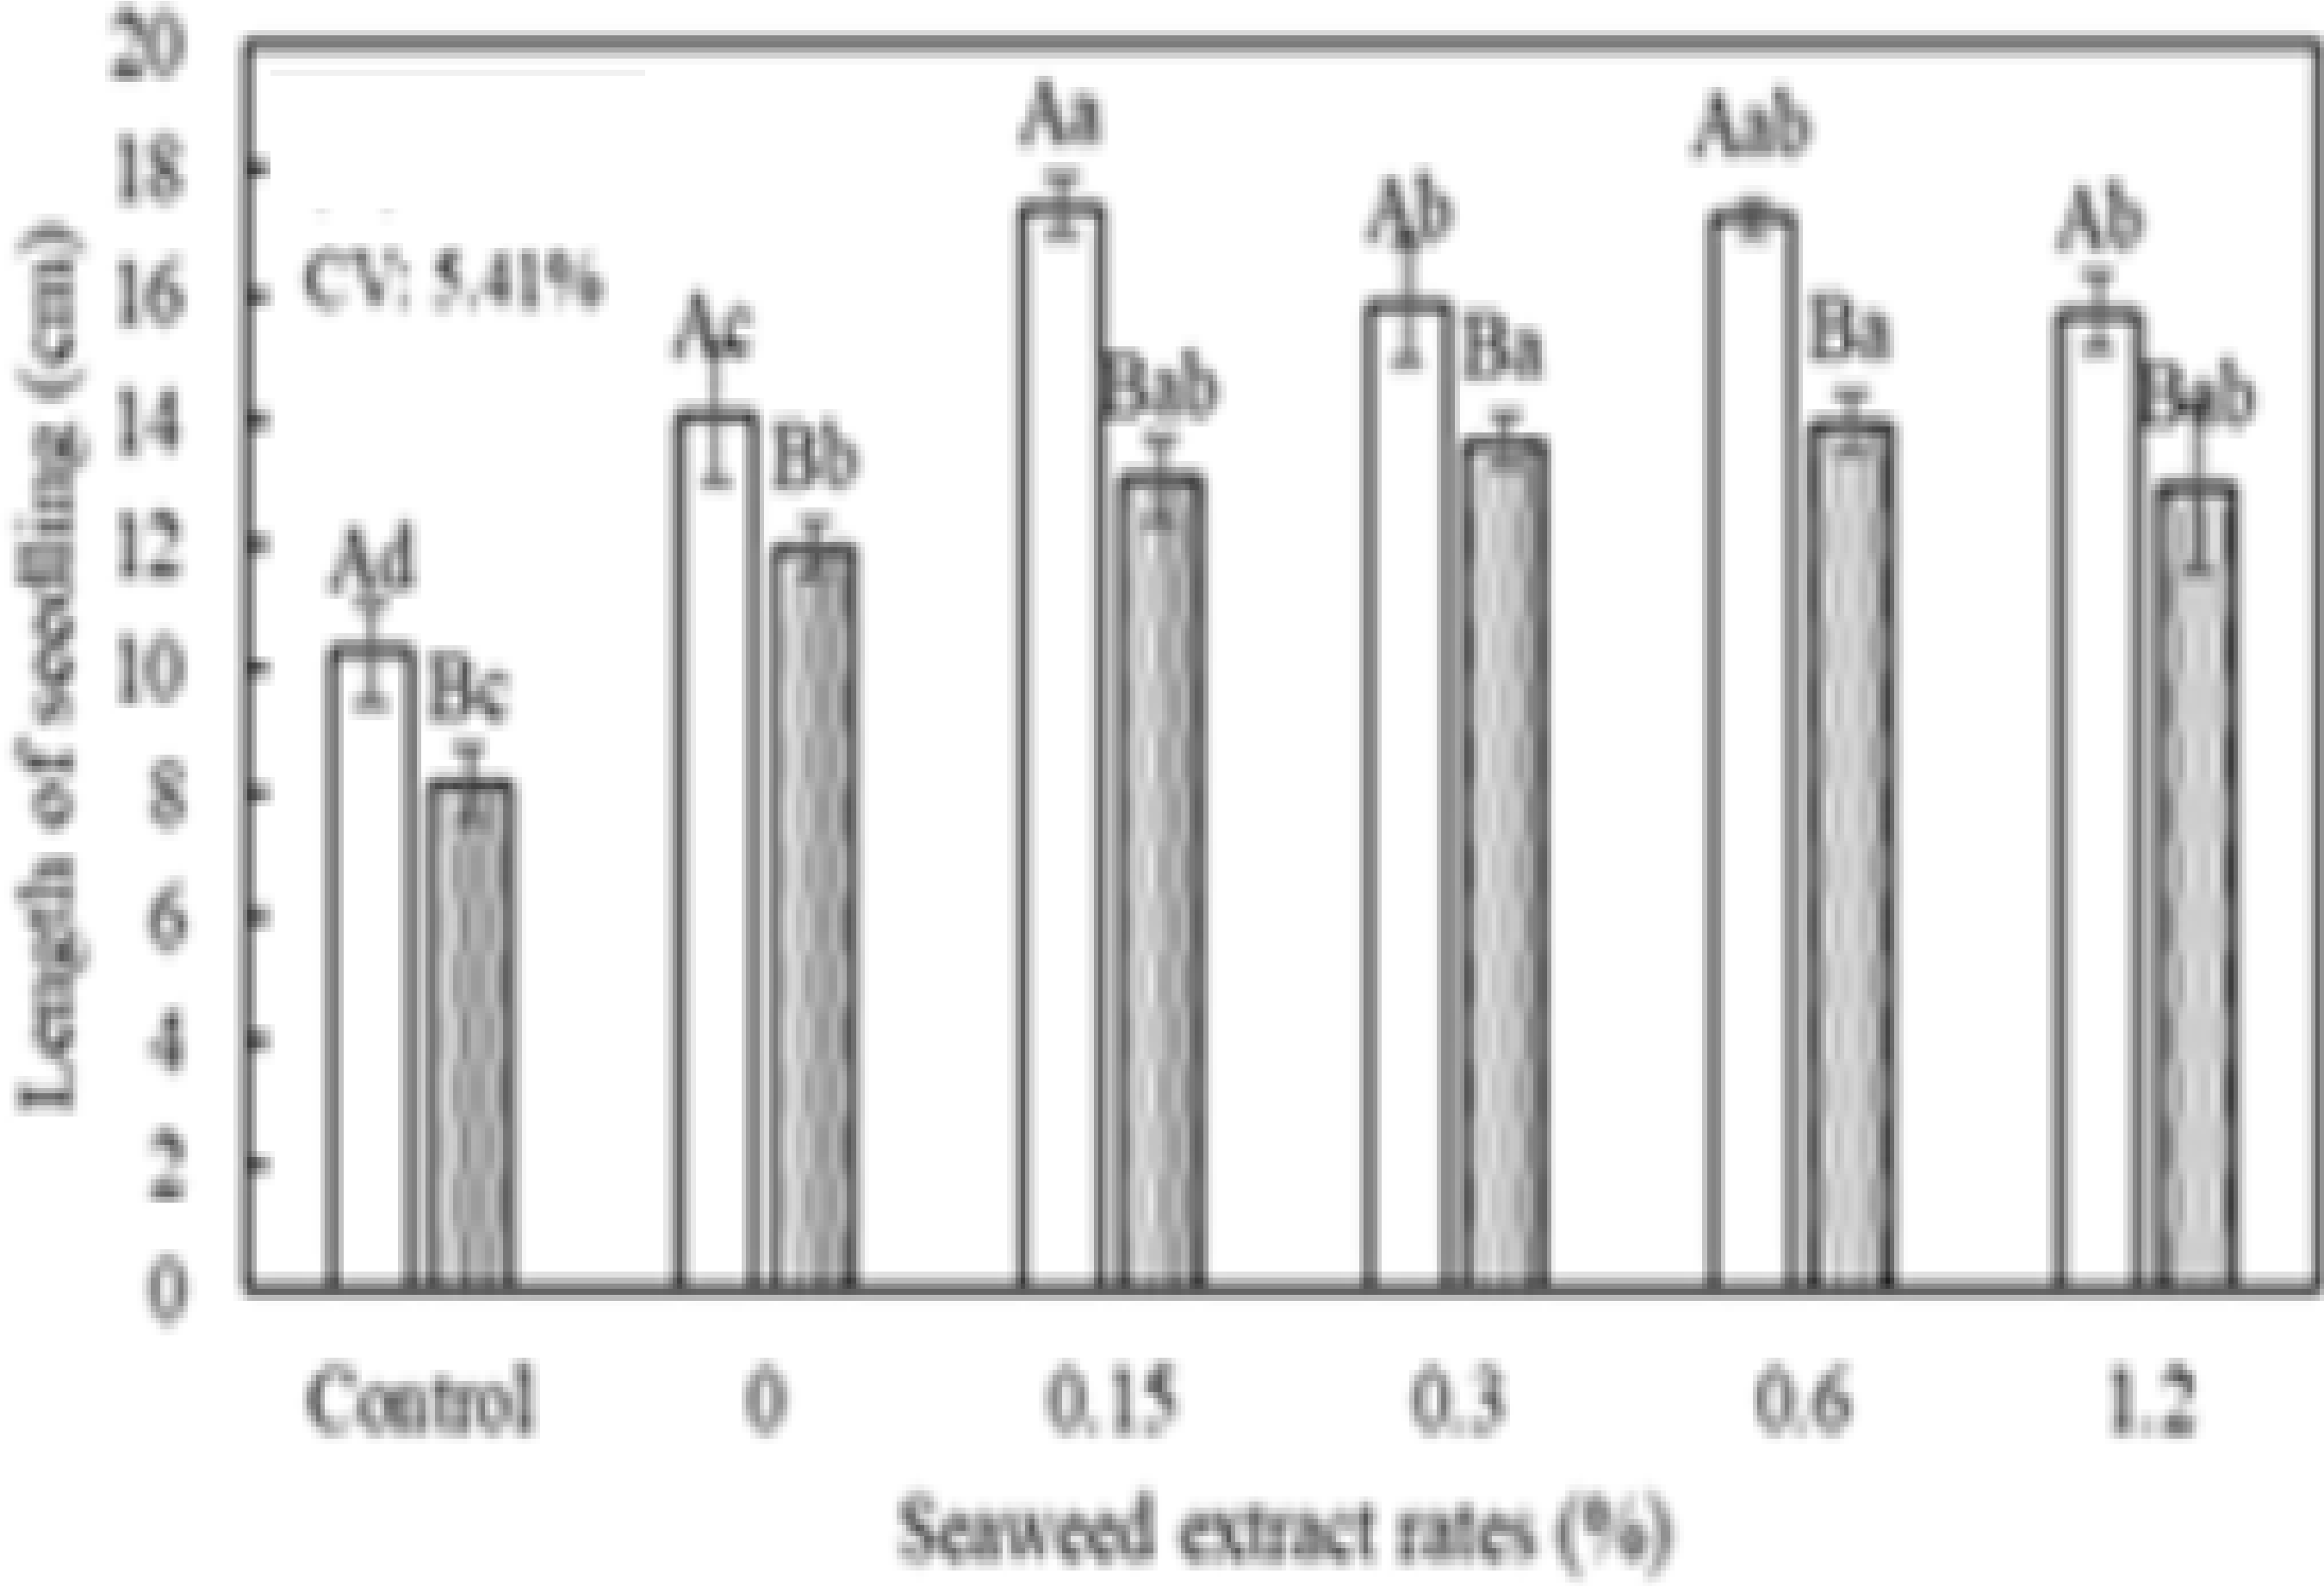 Length of seedling (cm)
20
18
16
14
12
10
8
6
4
2
0
CV: 5.41%
Ad
Bc
Ac
Bb
Aa
Bab
Ab
Ba
Aab
Ba
Ab
Bab
Control 0 0.15 0.3 0.6 1.2
Seaweed extract rates (%)